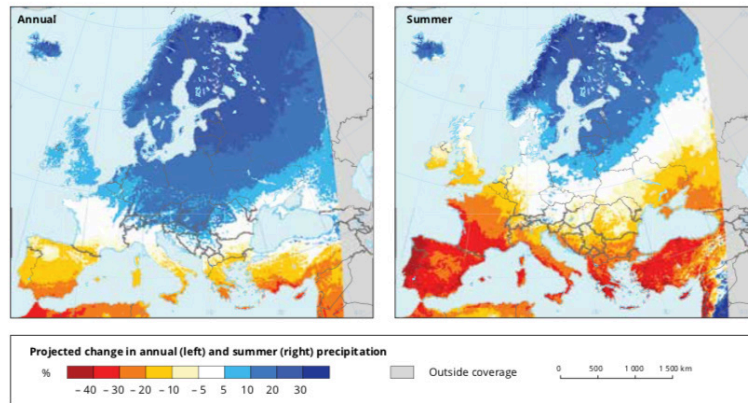 Annual
Summer
Projected change in annual (left) and summer (right) precipitation
%
– 40 – 30 – 20 – 10 – 5 5 10 20 30
Outside coverage
0 500 1 000 1 500 km